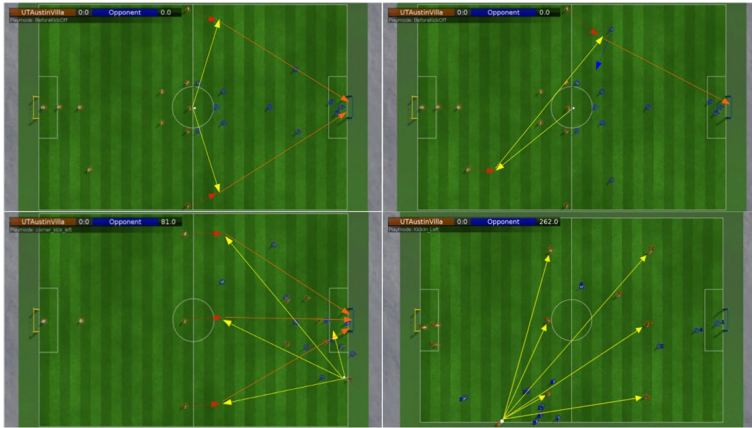 UTAustinVilla 0:0 Opponent 0.0
Playmode: BeforeKickOff
UTAustinVilla 0:0 Opponent 0.0
Playmode: BeforeKickOff
UTAustinVilla 0:0 Opponent 81.0
Playmode: corner_kick_left
UTAustinVilla 0:0 Opponent 262.0
Playmode: KickIn_Left